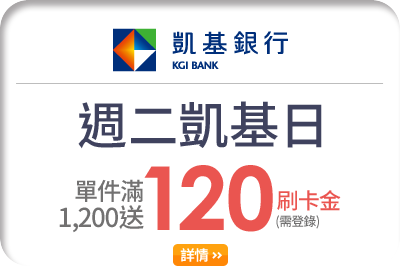 凱基銀行
KGI BANK
週二凱基日
單件滿
1,200送
120
刷卡金
(需登錄)
詳情 >>